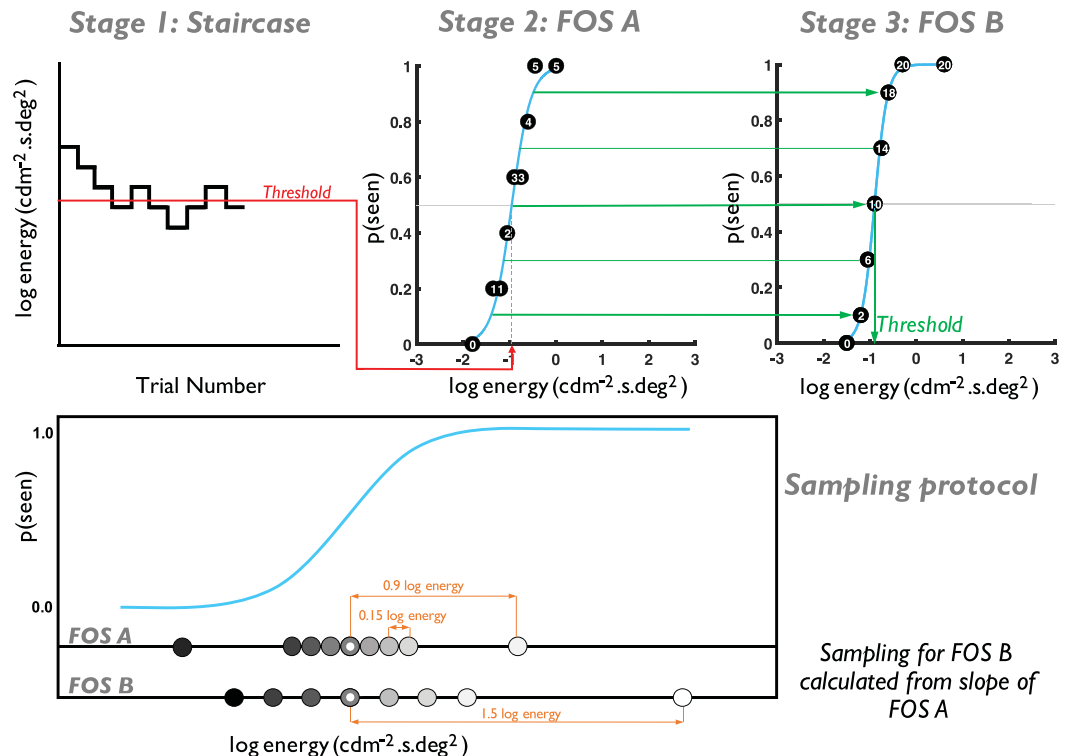 Stage 1: Staircase
Stage 2: FOS A
Stage 3: FOS B
log energy (cdm-2.s.deg2)
Threshold
Trial Number
p(seen)
1
0.8
0.6
0.4
0.2
0
5 5
4
33
2
11
0
-3 -2 -1 0 1 2 3
log energy (cdm-2.s.deg2)
p(seen)
1
0.8
0.6
0.4
0.2
0
20 20
18
14
10
6
2
0
Threshold
-3 -2 -1 0 1 2 3
log energy (cdm-2.s.deg2)
p(seen)
1.0
0.0
Sampling protocol
0.9 log energy
0.15 log energy
FOS A
FOS B
1.5 log energy
log energy (cdm-2.s.deg2)
Sampling for FOS B
calculated from slope of
FOS A